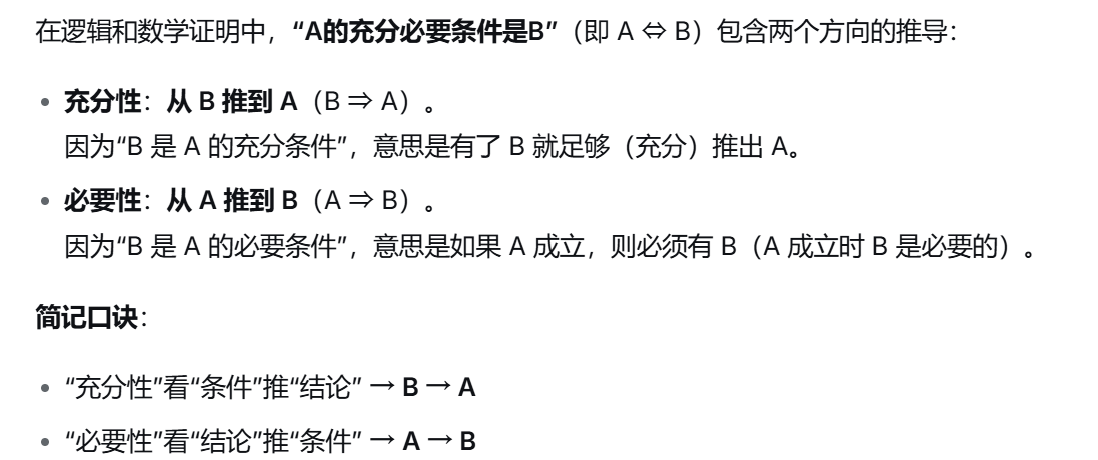 在逻辑和数学证明中，“A的充分必要条件是B”（即 A ⇔ B）包含两个方向的推导：
• 充分性：从 B 推到 A（B ⇒ A）。
因为“B 是 A 的充分条件”，意思是有了 B 就足够（充分）推出 A。
• 必要性：从 A 推到 B（A ⇒ B）。
因为“B 是 A 的必要条件”，意思是如果 A 成立，则必须有 B（A 成立时 B 是必要的）。
简记口诀：
• “充分性”看“条件”推“结论” → B → A
• “必要性”看“结论”推“条件” → A → B